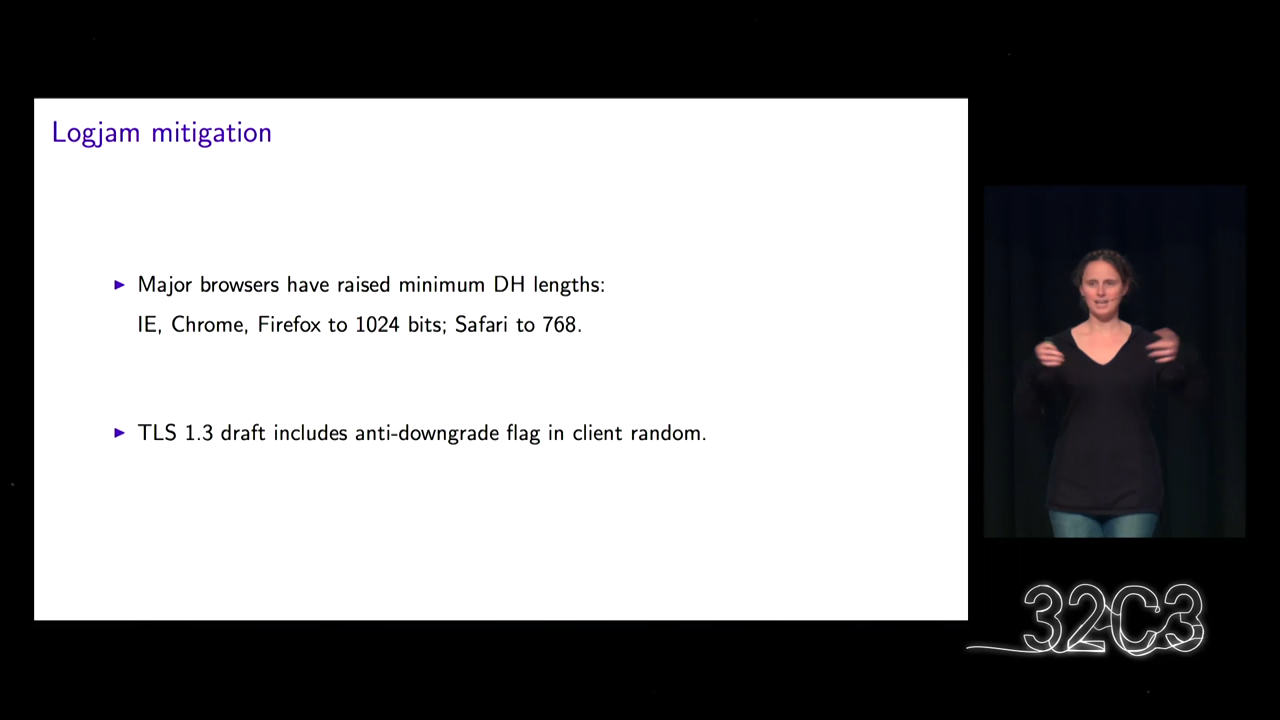 Logjam mitigation
Major browsers have raised minimum DH lengths:
IE, Chrome, Firefox to 1024 bits; Safari to 768.
TLS 1.3 draft includes anti-downgrade flag in client random.
32C3